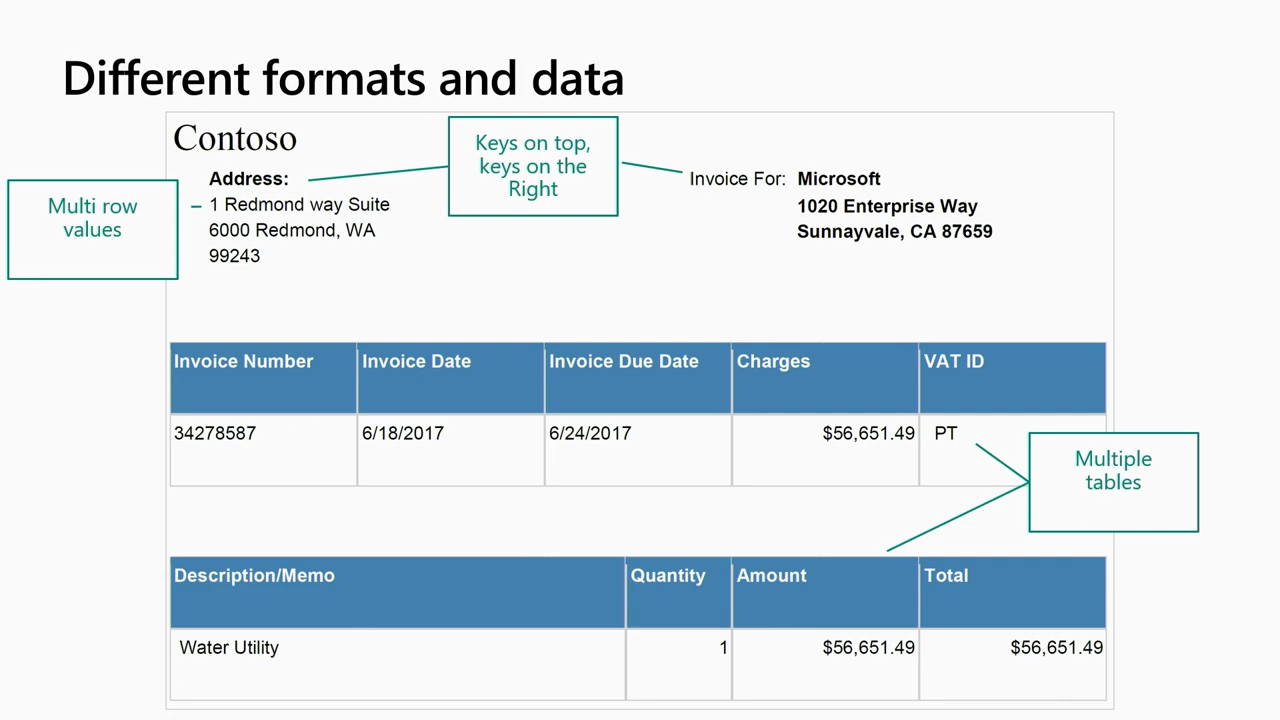 Different formats and data
Contoso
Keys on top,
keys on the
Right
Address:
1 Redmond way Suite
6000 Redmond, WA
99243
Multi row
values
Invoice For: Microsoft
1020 Enterprise Way
Sunnayvale, CA 87659
Invoice Number Invoice Date Invoice Due Date Charges VAT ID
34278587 6/18/2017 6/24/2017 $56,651.49 PT
Multiple
tables
Description/Memo Quantity Amount Total
Water Utility 1 $56,651.49 $56,651.49